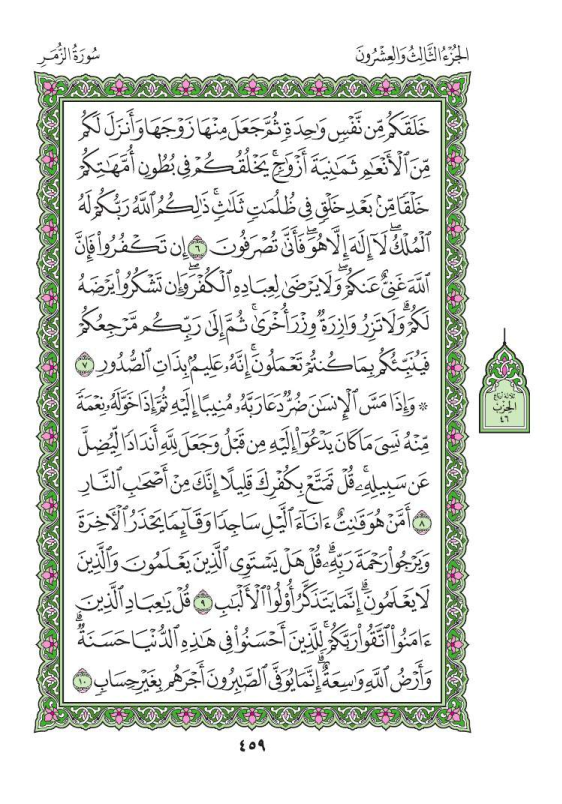 الجُزْءُ الثَّالِثُ وَالعِشْرُونَ
سُورَةُ الزُّمَرِ
خَلَقَكُم مِّن نَّفْسٍ وَٰحِدَةٍ ثُمَّ جَعَلَ مِنْهَا زَوْجَهَا وَأَنزَلَ لَكُم
مِّنَ ٱلْأَنْعَٰمِ ثَمَٰنِيَةَ أَزْوَٰجٍۚ يَخْلُقُكُمْ فِي بُطُونِ أُمَّهَٰتِكُمْ
خَلْقًا مِّنۢ بَعْدِ خَلْقٍ فِي ظُلُمَٰتٍ ثَلَٰثٍۚ ذَٰلِكُمُ ٱللَّهُ رَبُّكُمْ لَهُ
ٱلْمُلْكُۖ لَآ إِلَٰهَ إِلَّا هُوَۖ فَأَنَّىٰ تُصْرَفُونَ ٦ إِن تَكْفُرُوا۟ فَإِنَّ
ٱللَّهَ غَنِيٌّ عَنكُمْۖ وَلَا يَرْضَىٰ لِعِبَادِهِ ٱلْكُفْرَۖ وَإِن تَشْكُرُوا۟ يَرْضَهُ
لَكُمْۗ وَلَا تَزِرُ وَازِرَةٌ وِزْرَ أُخْرَىٰۚ ثُمَّ إِلَىٰ رَبِّكُم مَّرْجِعُكُمْ
فَيُنَبِّئُكُم بِمَا كُنتُمْ تَعْمَلُونَۚ إِنَّهُۥ عَلِيمٌۢ بِذَاتِ ٱلصُّدُورِ ٧
۞ وَإِذَا مَسَّ ٱلْإِنسَٰنَ ضُرٌّ دَعَا رَبَّهُۥ مُنِيبًا إِلَيْهِ ثُمَّ إِذَا خَوَّلَهُۥ نِعْمَةً
مِّنْهُ نَسِيَ مَا كَانَ يَدْعُوٓا۟ إِلَيْهِ مِن قَبْلُ وَجَعَلَ لِلَّهِ أَندَادًا لِّيُضِلَّ
عَن سَبِيلِهِۦۚ قُلْ تَمَتَّعْ بِكُفْرِكَ قَلِيلًا إِنَّكَ مِنْ أَصْحَٰبِ ٱلنَّارِ
٨ أَمَّنْ هُوَ قَٰنِتٌ ءَانَآءَ ٱلَّيْلِ سَاجِدًا وَقَآئِمًا يَحْذَرُ ٱلْءَاخِرَةَ
وَيَرْجُوا۟ رَحْمَةَ رَبِّهِۦۗ قُلْ هَلْ يَسْتَوِي ٱلَّذِينَ يَعْلَمُونَ وَٱلَّذِينَ
لَا يَعْلَمُونَۗ إِنَّمَا يَتَذَكَّرُ أُو۟لُوا۟ ٱلْأَلْبَٰبِ ٩ قُلْ يَٰعِبَادِ ٱلَّذِينَ
ءَامَنُوا۟ ٱتَّقُوا۟ رَبَّكُمْۚ لِلَّذِينَ أَحْسَنُوا۟ فِي هَٰذِهِ ٱلدُّنْيَا حَسَنَةٌۗ
وَأَرْضُ ٱللَّهِ وَٰسِعَةٌۗ إِنَّمَا يُوَفَّى ٱلصَّٰبِرُونَ أَجْرَهُم بِغَيْرِ حِسَابٍ ١٠
ثلاثة أرباع
الحزب
٤٦
٤٥٩